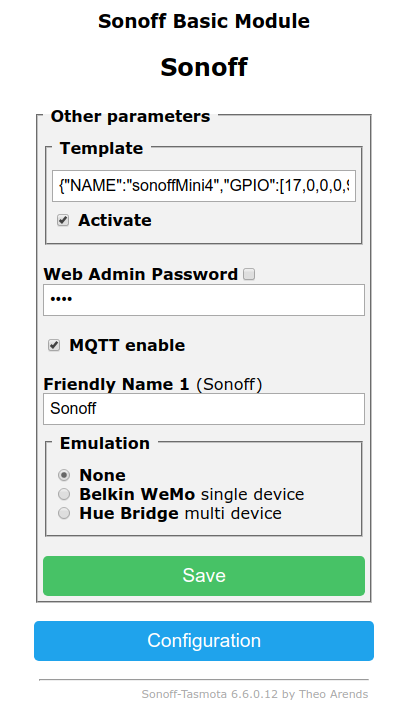 Sonoff Basic Module
Sonoff
Other parameters
Template
{"NAME":"sonoffMini4","GPIO":[17,0,0,0,9
Activate
Web Admin Password
••••
MQTT enable
Friendly Name 1 (Sonoff)
Sonoff
Emulation
None
Belkin WeMo single device
Hue Bridge multi device
Save
Configuration
Sonoff-Tasmota 6.6.0.12 by Theo Arends